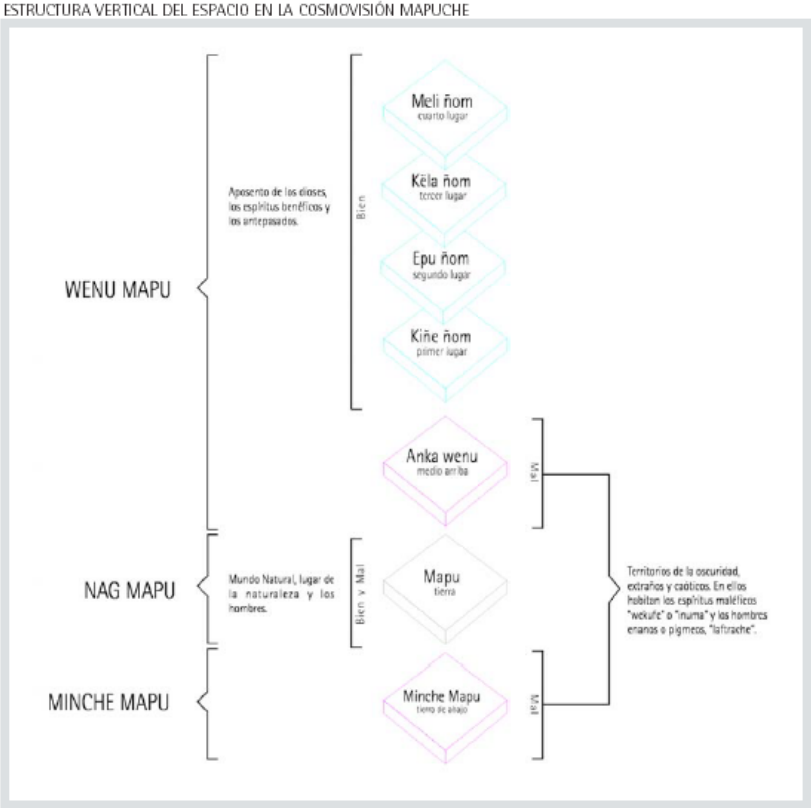 ESTRUCTURA VERTICAL DEL ESPACIO EN LA COSMOVISIÓN MAPUCHE
WENU MAPU
Aposento de los dioses,
los espíritus benéficos y
los antepasados.
Bien
Meli ñom
cuarto lugar
Këla ñom
tercer lugar
Epu ñom
segundo lugar
Kiñe ñom
primer lugar
Anka wenu
medio arriba
Mal
NAG MAPU
Mundo Natural, lugar de
la naturaleza y los
hombres.
Bien y Mal
Mapu
tierra
Territorios de la oscuridad,
extraños y caóticos. En ellos
habitan los espíritus maléficos
"wekufe" o "inuma" y los hombres
enanos o pigmeos, "laftrache".
MINCHE MAPU
Minche Mapu
tierra de abajo
Mal